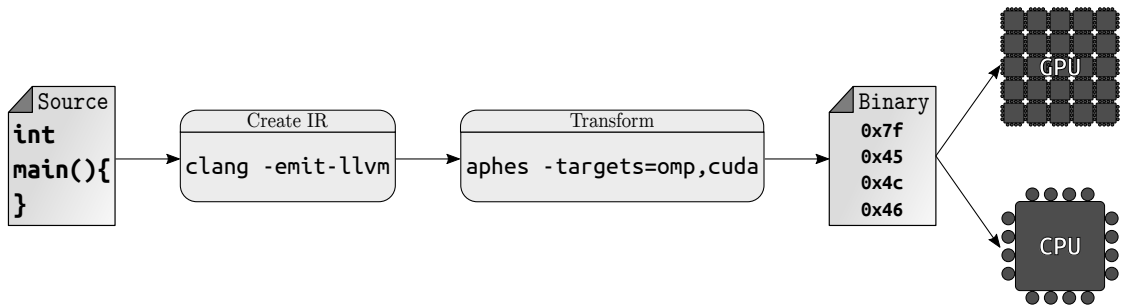 Source
int
main(){
}
Create IR
clang -emit-llvm
Transform
aphes -targets=omp,cuda
Binary
0x7f
0x45
0x4c
0x46
GPU
CPU